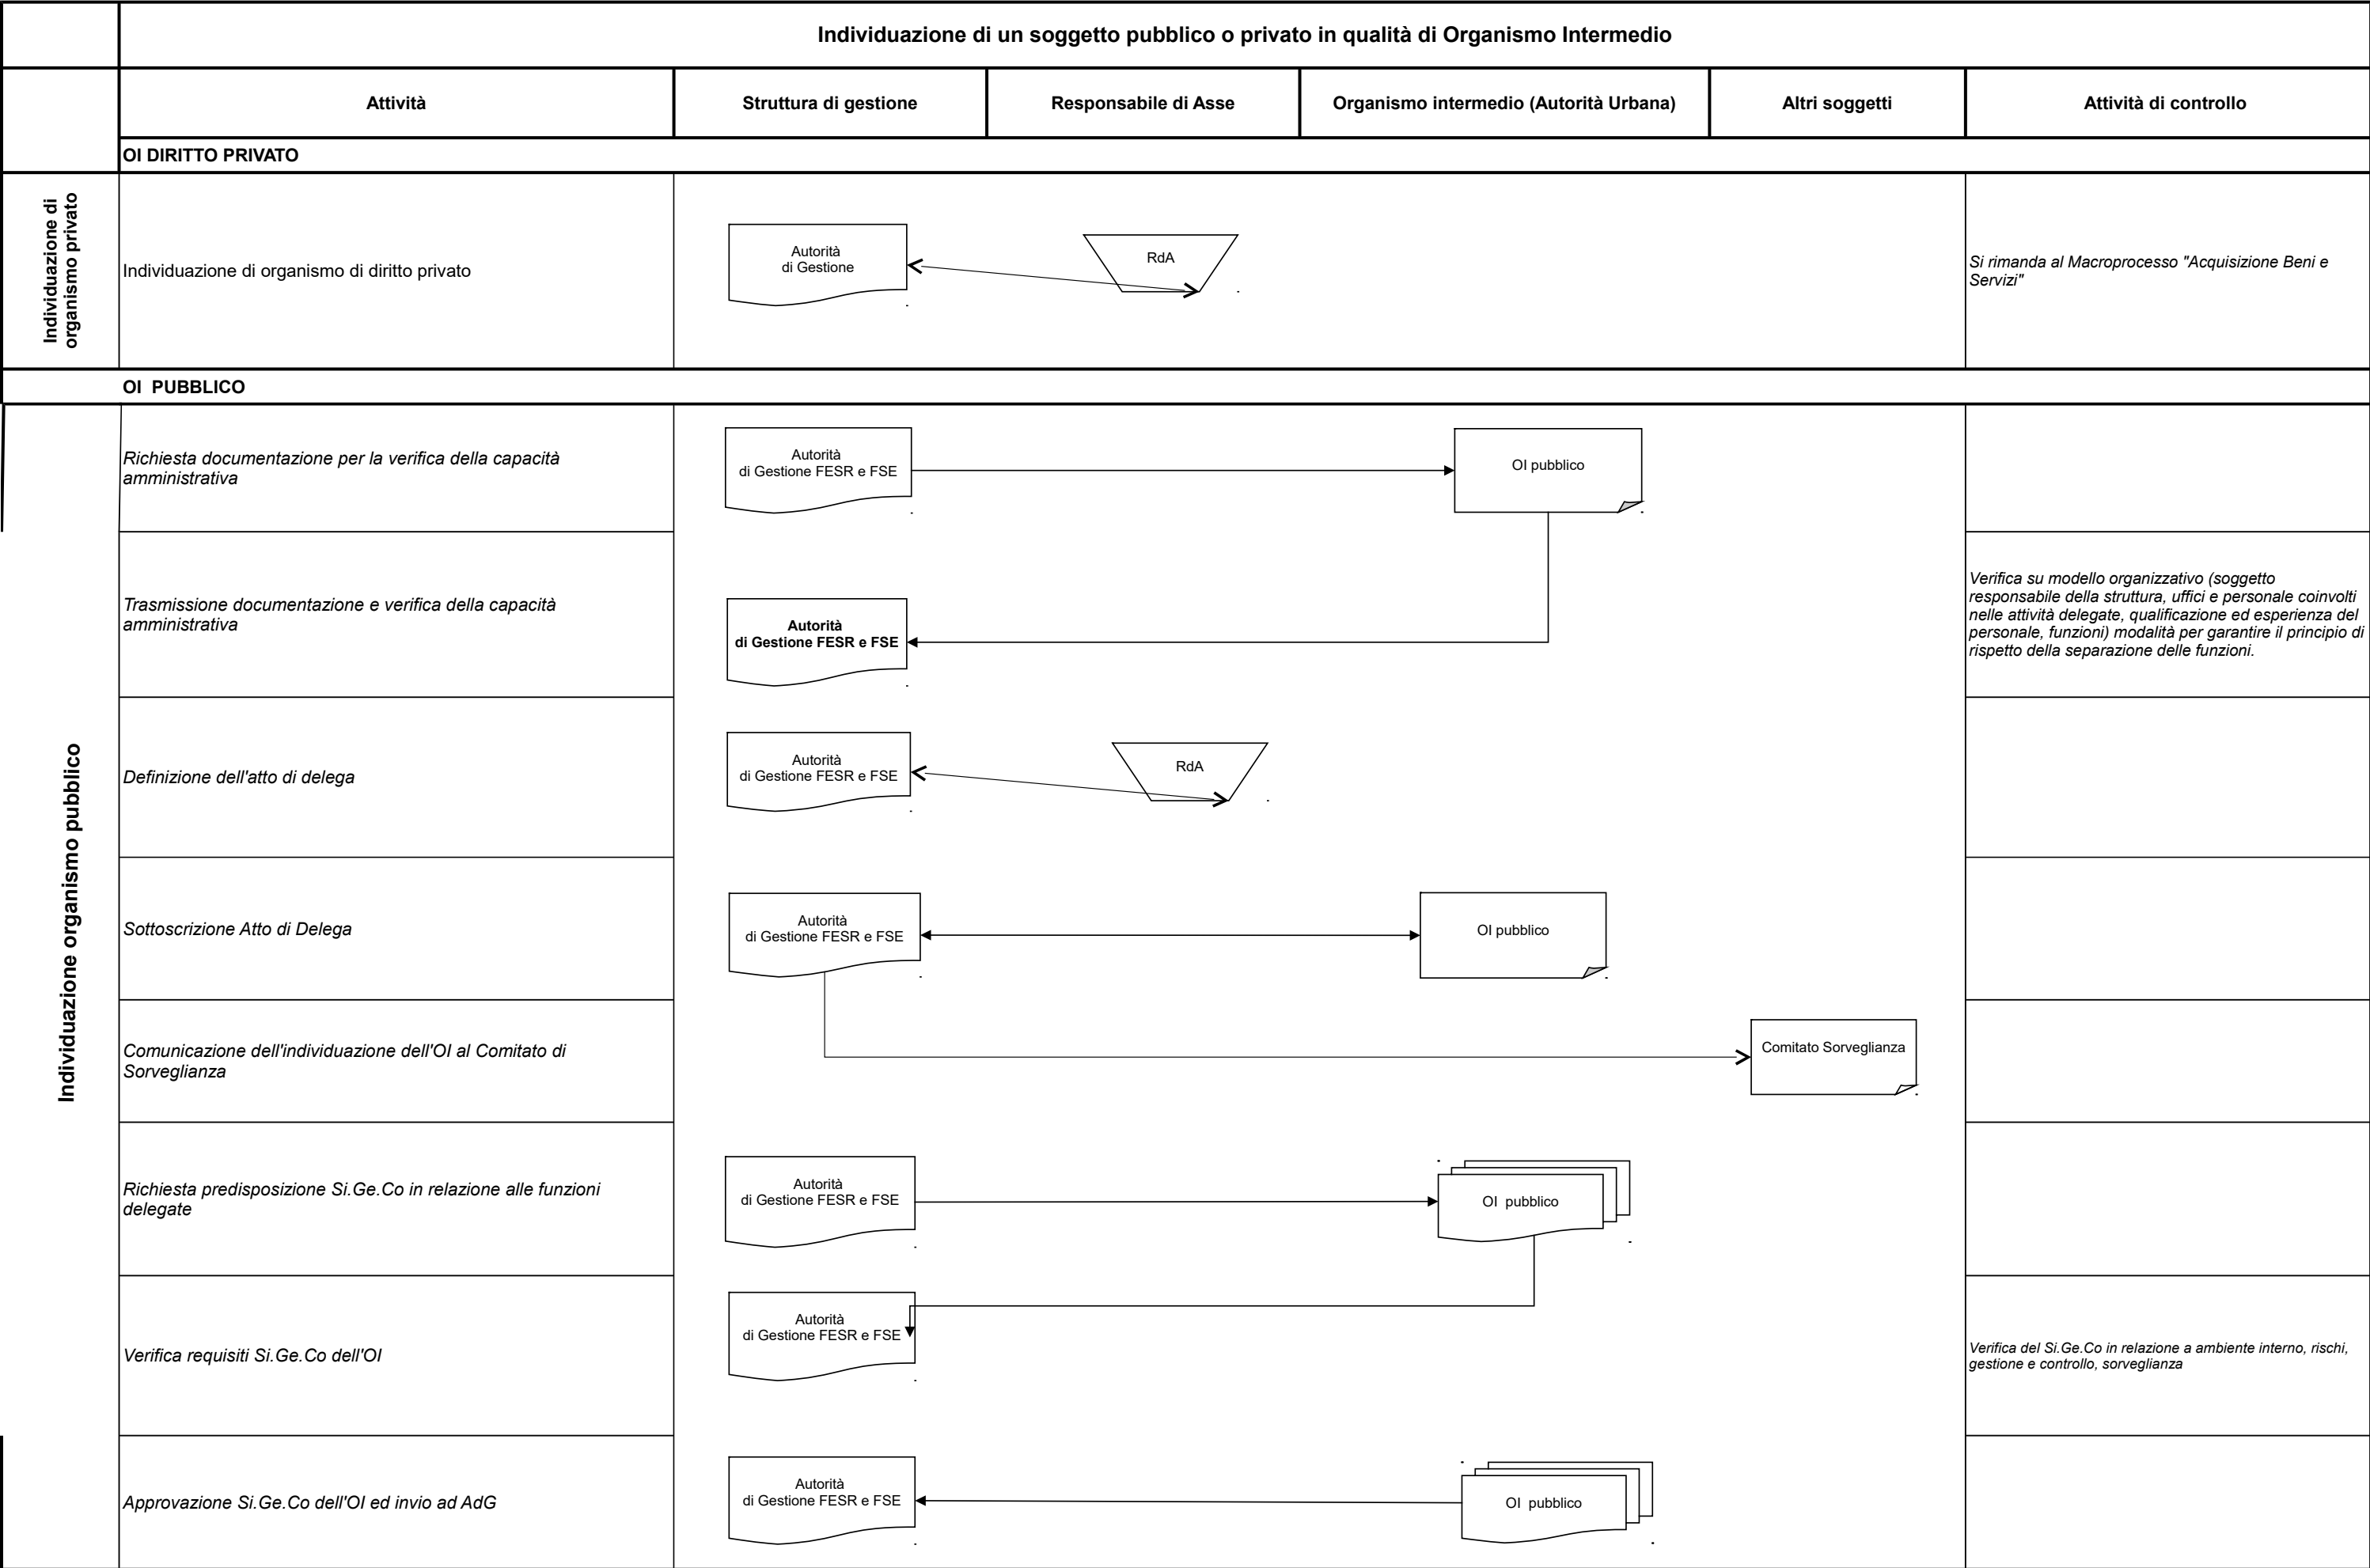 Individuazione di un soggetto pubblico o privato in qualità di Organismo Intermedio
Attività
Struttura di gestione
Responsabile di Asse
Organismo intermedio (Autorità Urbana)
Altri soggetti
Attività di controllo
OI DIRITTO PRIVATO
Individuazione di
organismo privato
Individuazione di organismo di diritto privato
Autorità
di Gestione
RdA
Si rimanda al Macroprocesso "Acquisizione Beni e
Servizi"
OI  PUBBLICO
Individuazione organismo pubblico
Richiesta documentazione per la verifica della capacità
amministrativa
Autorità
di Gestione FESR e FSE
OI pubblico
Trasmissione documentazione e verifica della capacità
amministrativa
Autorità
di Gestione FESR e FSE
Verifica su modello organizzativo (soggetto
responsabile della struttura, uffici e personale coinvolti
nelle attività delegate, qualificazione ed esperienza del
personale, funzioni) modalità per garantire il principio di
rispetto della separazione delle funzioni.
Definizione dell'atto di delega
Autorità
di Gestione FESR e FSE
RdA
Sottoscrizione Atto di Delega
Autorità
di Gestione FESR e FSE
OI pubblico
Comunicazione dell'individuazione dell'OI al Comitato di
Sorveglianza
Comitato Sorveglianza
Richiesta predisposizione Si.Ge.Co in relazione alle funzioni
delegate
Autorità
di Gestione FESR e FSE
OI  pubblico
Verifica requisiti Si.Ge.Co dell'OI
Autorità
di Gestione FESR e FSE
Verifica del Si.Ge.Co in relazione a ambiente interno, rischi,
gestione e controllo, sorveglianza
Approvazione Si.Ge.Co dell'OI ed invio ad AdG
Autorità
di Gestione FESR e FSE
OI  pubblico